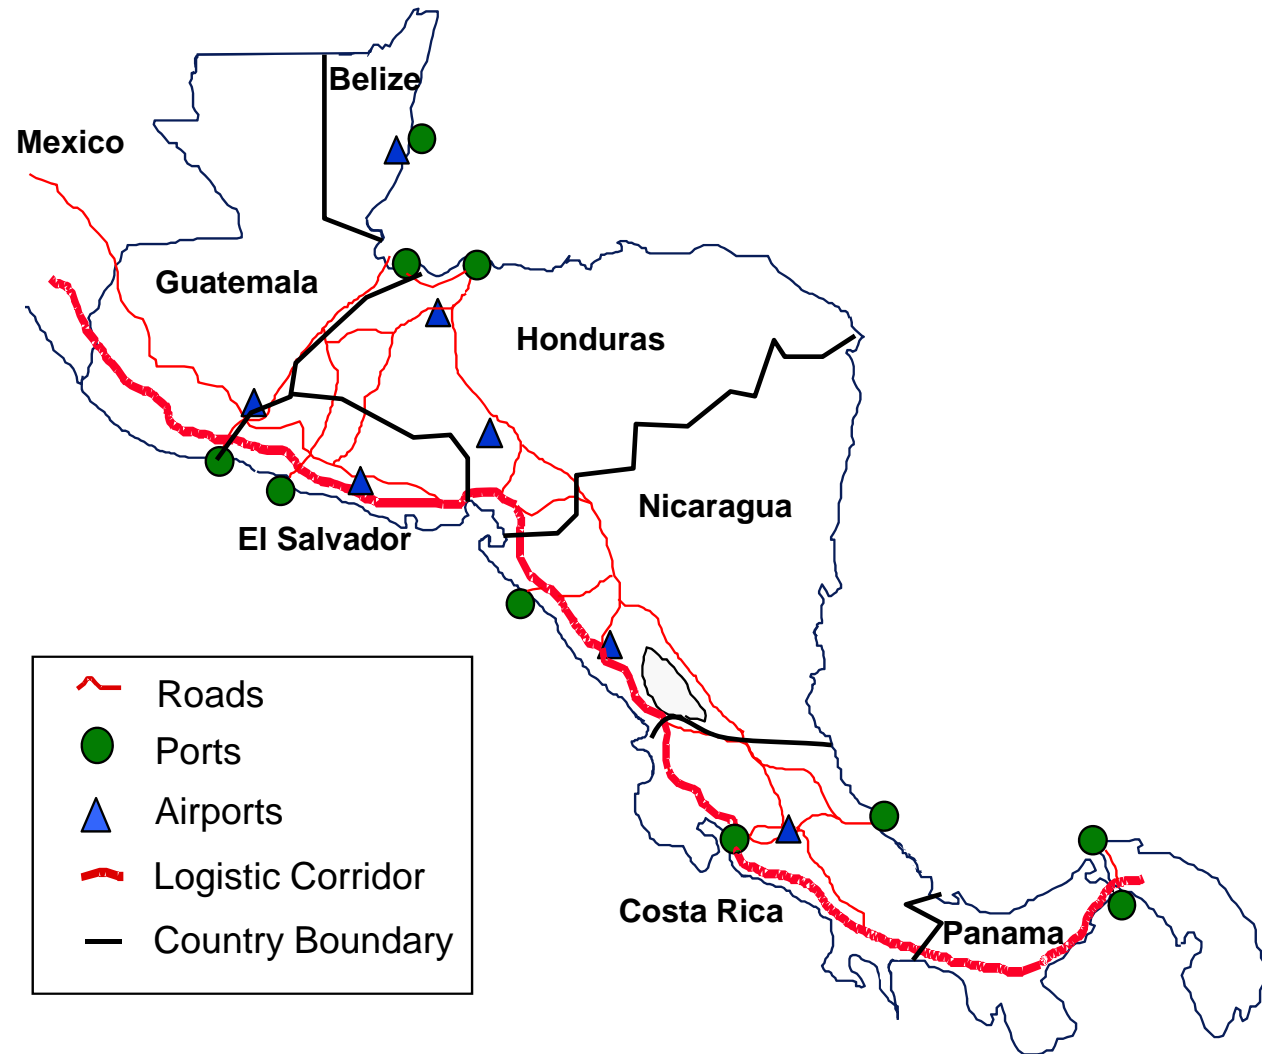 Belize
Mexico
Guatemala
Honduras
Nicaragua
El Salvador
Costa Rica
Panama
Roads
Ports
Airports
Logistic Corridor
Country Boundary